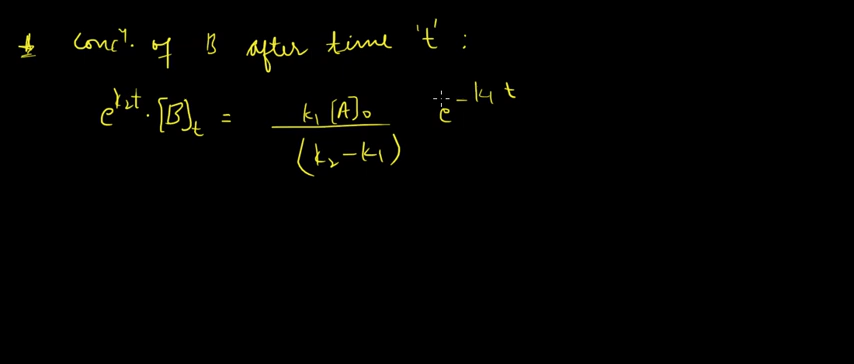 * Concⁿ. of B after time 't' :
e^{k₂t} · [B]ₜ = k₁[A]₀ / (k₂ - k₁) e^{-k₁t}